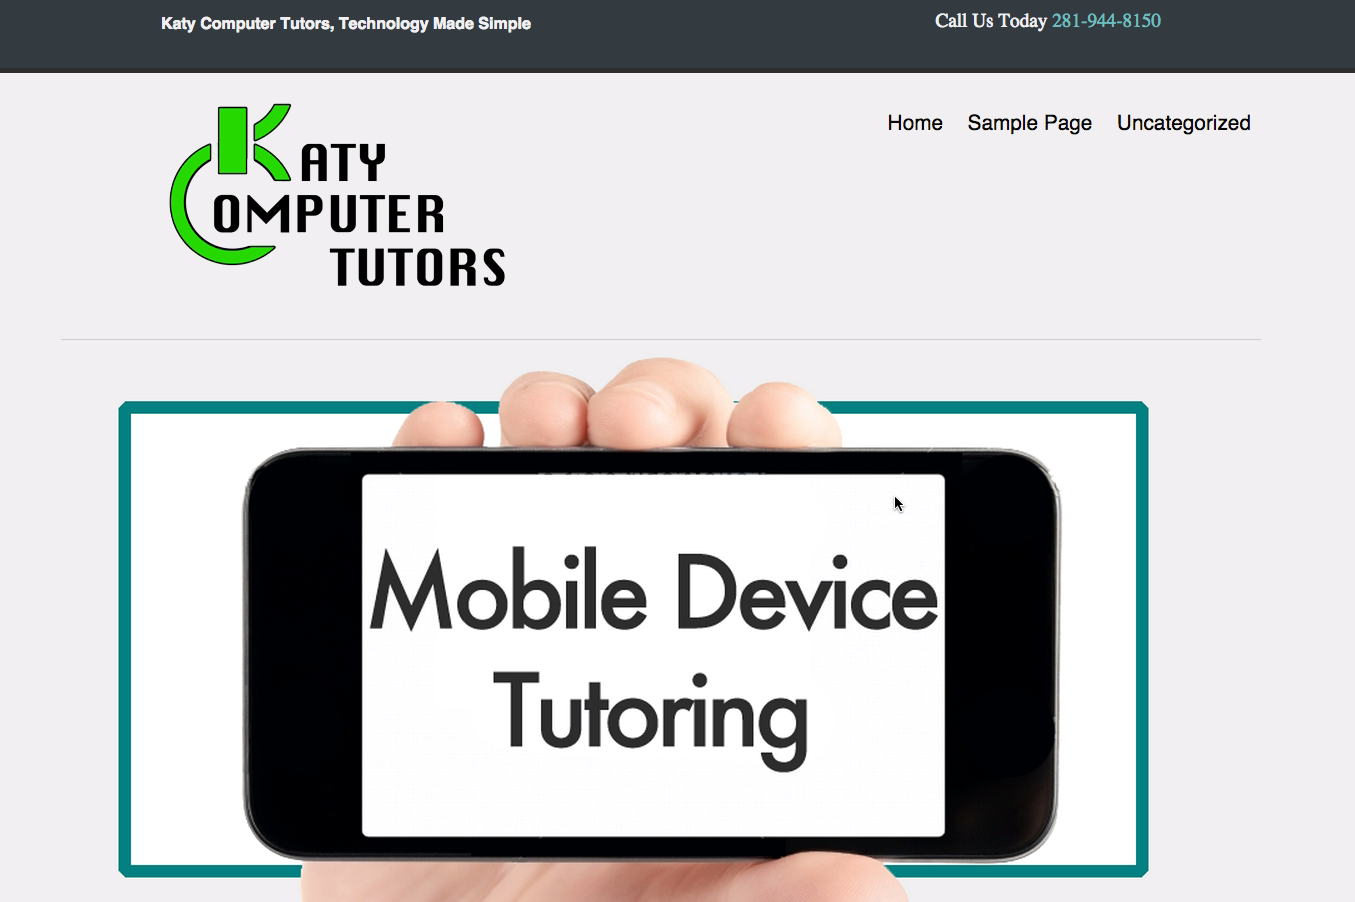 Katy Computer Tutors, Technology Made Simple
Call Us Today 281-944-8150
KATY
COMPUTER
TUTORS
Home Sample Page Uncategorized
Mobile Device
Tutoring